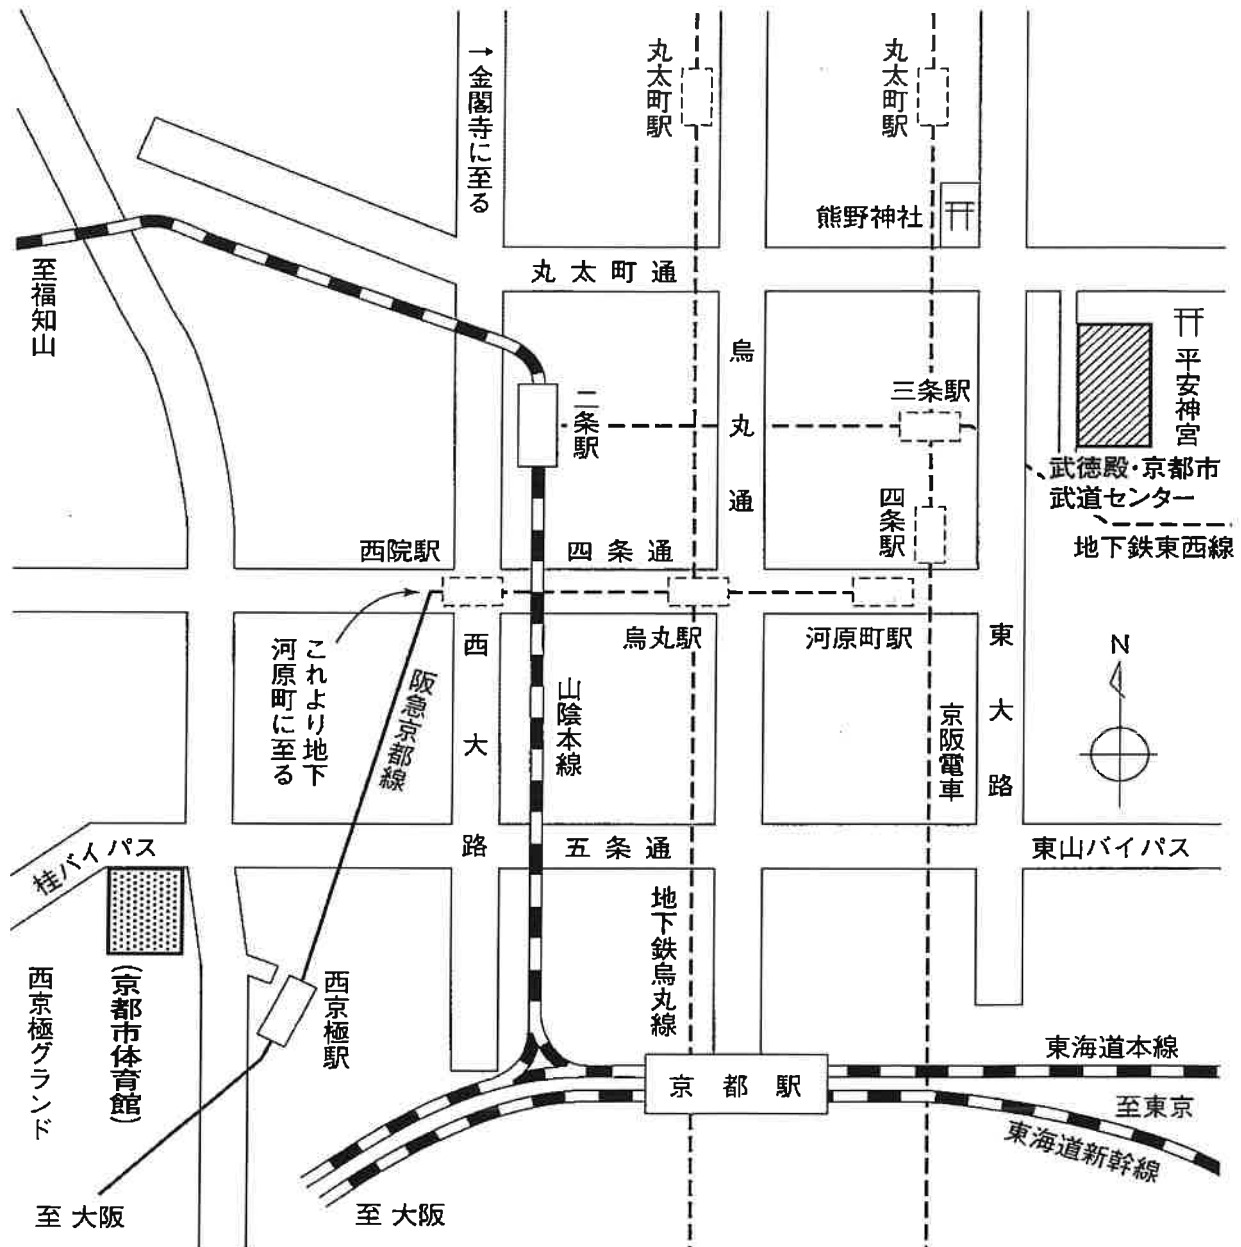 丸太町駅
丸太町駅
↑金閣寺に至る
熊野神社
丸太町通
至福知山
烏丸通
平安神宮
三条駅
二条駅
武徳殿・京都市
武道センター
四条駅
地下鉄東西線
西院駅
四条通
烏丸駅
河原町駅
これより地下
河原町に至る
西大路
東大路
N
阪急京都線
山陰本線
京阪電車
五条通
東山バイパス
桂バイパス
地下鉄烏丸線
西京極グランド
(京都市体育館)
西京極駅
東海道本線
京都駅
至東京
東海道新幹線
至大阪
至大阪